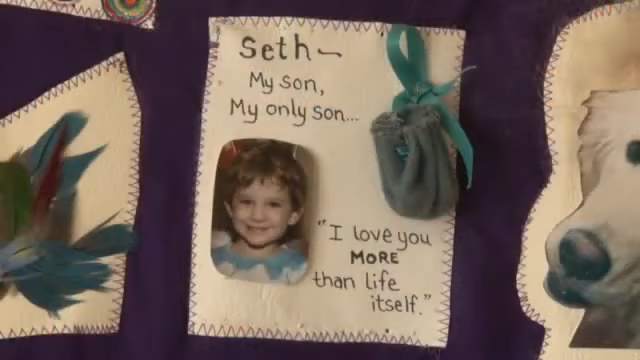 Seth~
My son,
My only son...
"I love you
MORE
than life
itself."